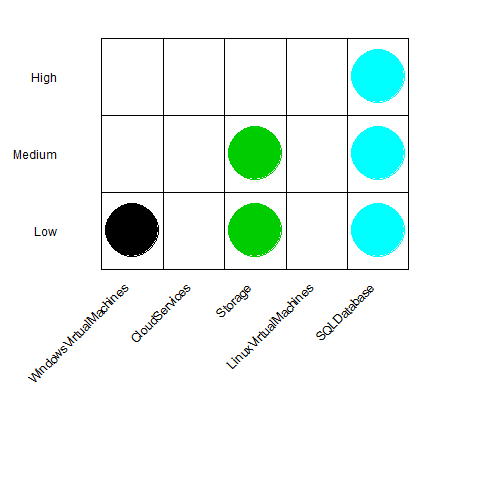 High
Medium
Low
WindowsVirtualMachines
CloudServices
Storage
LinuxVirtualMachines
SQLDatabase